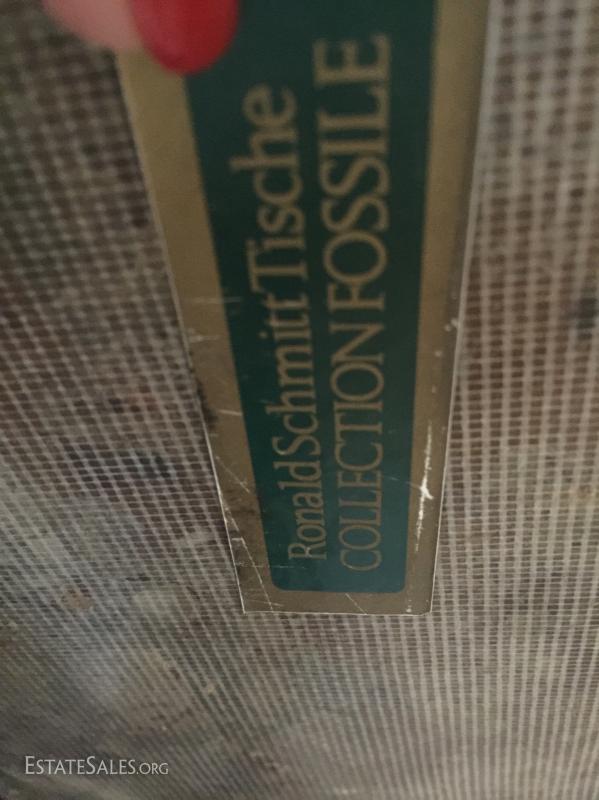 Ronald Schmitt Tische
COLLECTION FOSSILE
ESTATESALES.ORG